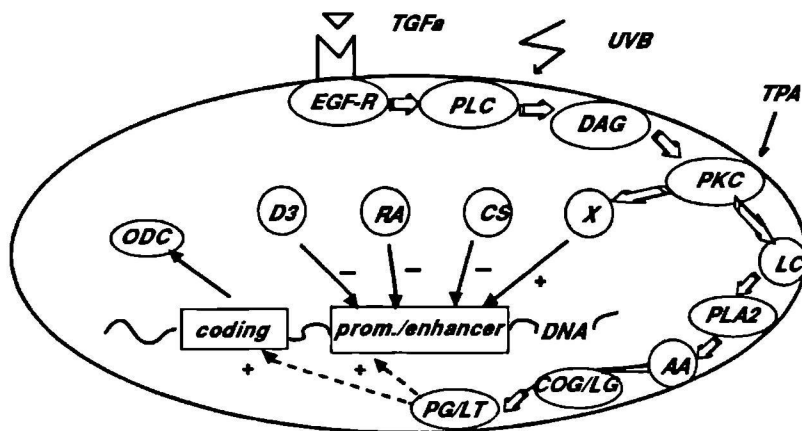 TGFa
UVB
EGF-R
PLC
DAG
TPA
PKC
D3
RA
CS
X
ODC
LC
- - - +
coding
prom./enhancer
DNA
PLA2
+ +
AA
COG/LG
PG/LT